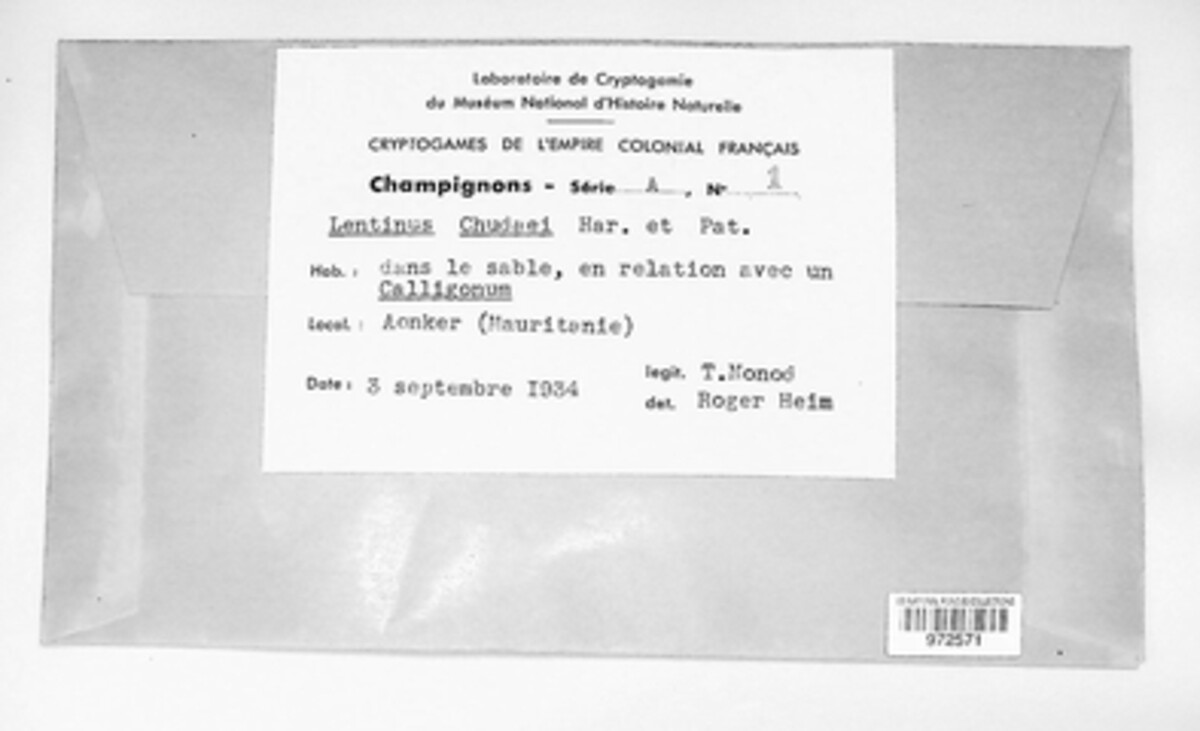 Laboratoire de Cryptogamie
du Muséum National d'Histoire Naturelle
CRYPTOGAMES DE L'EMPIRE COLONIAL FRANÇAIS
Champignons - Série A, N° 1
Lentinus Chudaei Har. et Pat.
Hab. : dans le sable, en relation avec un
Calligonum
Local. : Aonker (Mauritanie)
Date : 3 septembre I934
legit. T.Monod
det. Roger Heim
972571